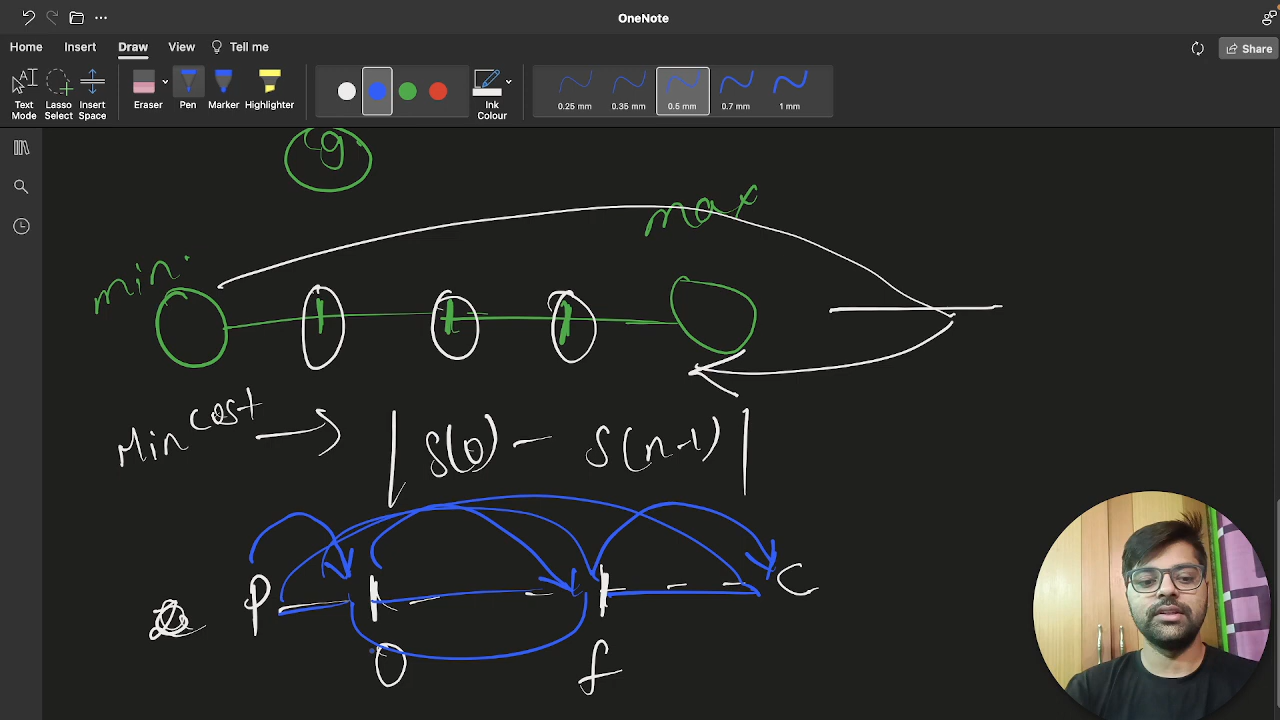 OneNote
Home Insert Draw View Tell me
Share
Text Mode
Lasso Select
Insert Space
Eraser
Pen
Marker
Highlighter
Ink Colour
0.25 mm
0.35 mm
0.5 mm
0.7 mm
1 mm
g
max
min
Min cost → | S(0) - S(n-1) |
P C
O f